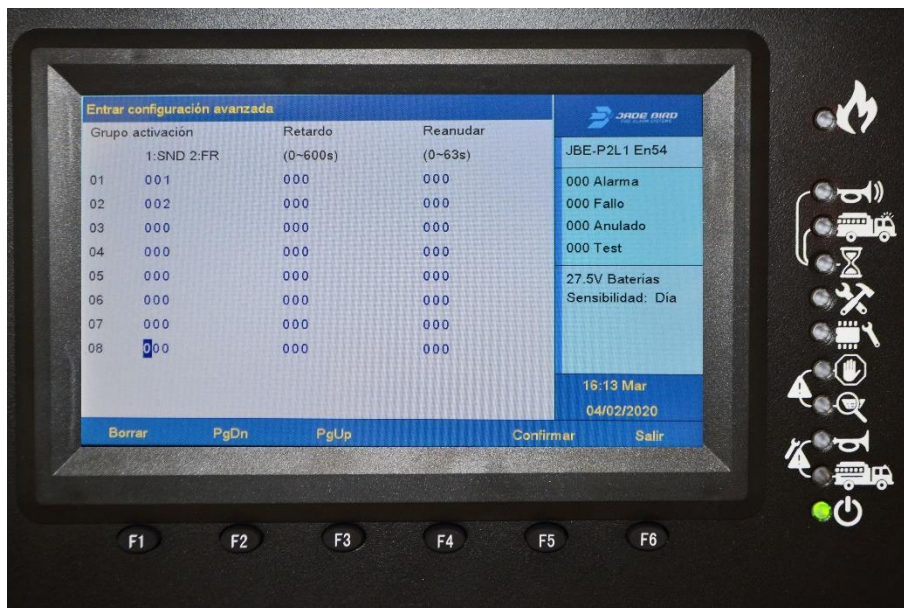 Entrar configuración avanzada
Grupo activación Retardo Reanudar
1:SND 2:FR (0~600s) (0~63s)
01 001 000 000
02 002 000 000
03 000 000 000
04 000 000 000
05 000 000 000
06 000 000 000
07 000 000 000
08 000 000 000
JADE BIRD
FIRE ALARM SYSTEMS
JBE-P2L1 En54
000 Alarma
000 Fallo
000 Anulado
000 Test
27.5V Baterias
Sensibilidad: Día
16:13 Mar
04/02/2020
Borrar PgDn PgUp Confirmar Salir
F1 F2 F3 F4 F5 F6